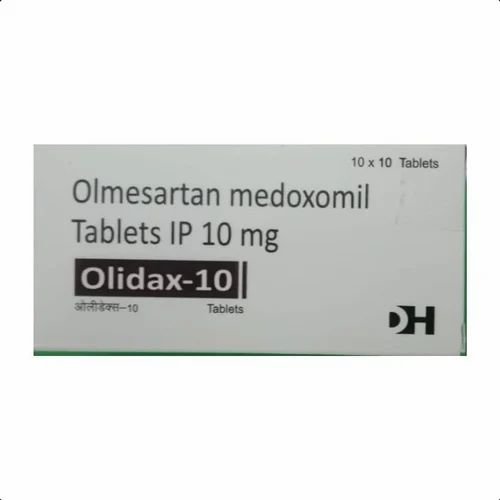 10 x 10 Tablets
Olmesartan medoxomil
Tablets IP 10 mg
Olidax-10
ओलीडेक्स-10 Tablets
DH